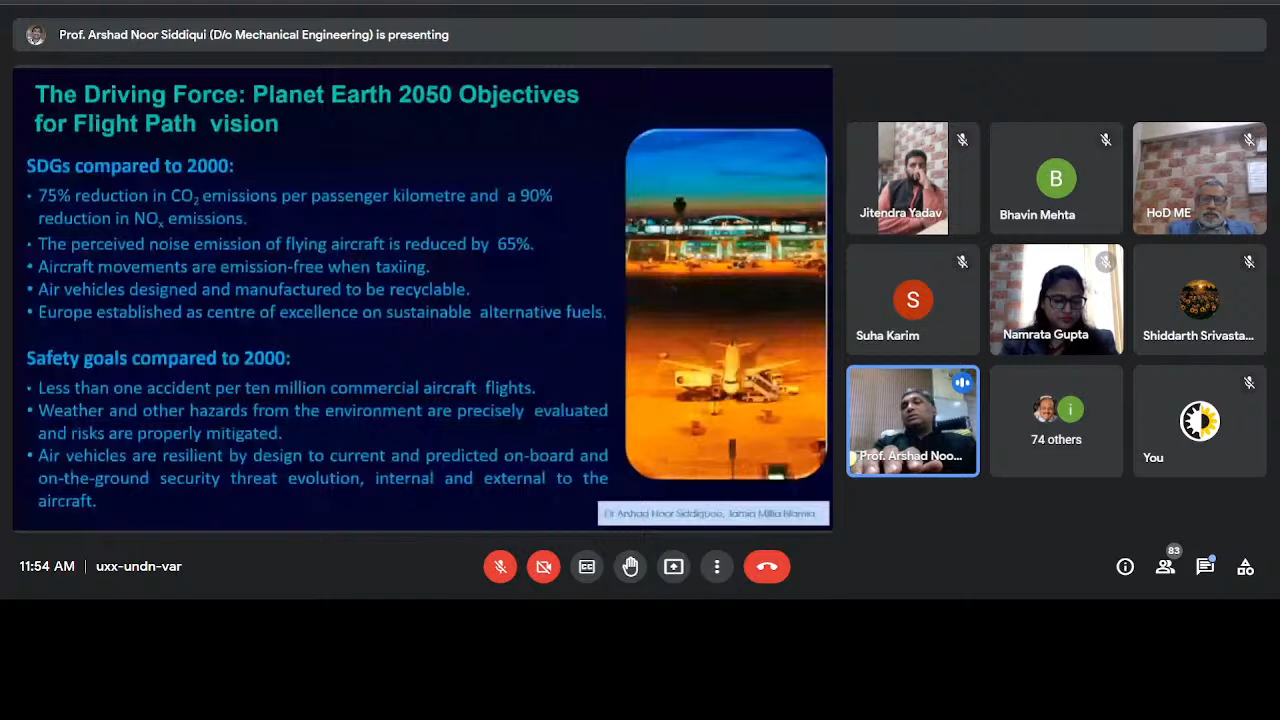 Prof. Arshad Noor Siddiqui (D/o Mechanical Engineering) is presenting
The Driving Force: Planet Earth 2050 Objectives
for Flight Path vision
SDGs compared to 2000:
• 75% reduction in CO₂ emissions per passenger kilometre and a 90%
reduction in NOₓ emissions.
• The perceived noise emission of flying aircraft is reduced by 65%.
• Aircraft movements are emission-free when taxiing.
• Air vehicles designed and manufactured to be recyclable.
• Europe established as centre of excellence on sustainable alternative fuels.
Safety goals compared to 2000:
• Less than one accident per ten million commercial aircraft flights.
• Weather and other hazards from the environment are precisely evaluated
and risks are properly mitigated.
• Air vehicles are resilient by design to current and predicted on-board and
on-the-ground security threat evolution, internal and external to the
aircraft.
Dr Arshad Noor Siddiquee, Jamia Millia Islamia
Jitendra Yadav
B
Bhavin Mehta
HoD ME
S
Suha Karim
Namrata Gupta
Shiddarth Srivasta...
Prof. Arshad Noo...
i
74 others
You
11:54 AM | uxx-undn-var
83